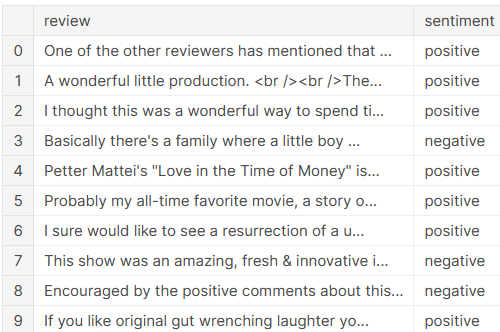 review sentiment
0 One of the other reviewers has mentioned that ... positive
1 A wonderful little production. <br /><br />The... positive
2 I thought this was a wonderful way to spend ti... positive
3 Basically there's a family where a little boy ... negative
4 Petter Mattei's "Love in the Time of Money" is... positive
5 Probably my all-time favorite movie, a story o... positive
6 I sure would like to see a resurrection of a u... positive
7 This show was an amazing, fresh & innovative i... negative
8 Encouraged by the positive comments about this... negative
9 If you like original gut wrenching laughter yo... positive